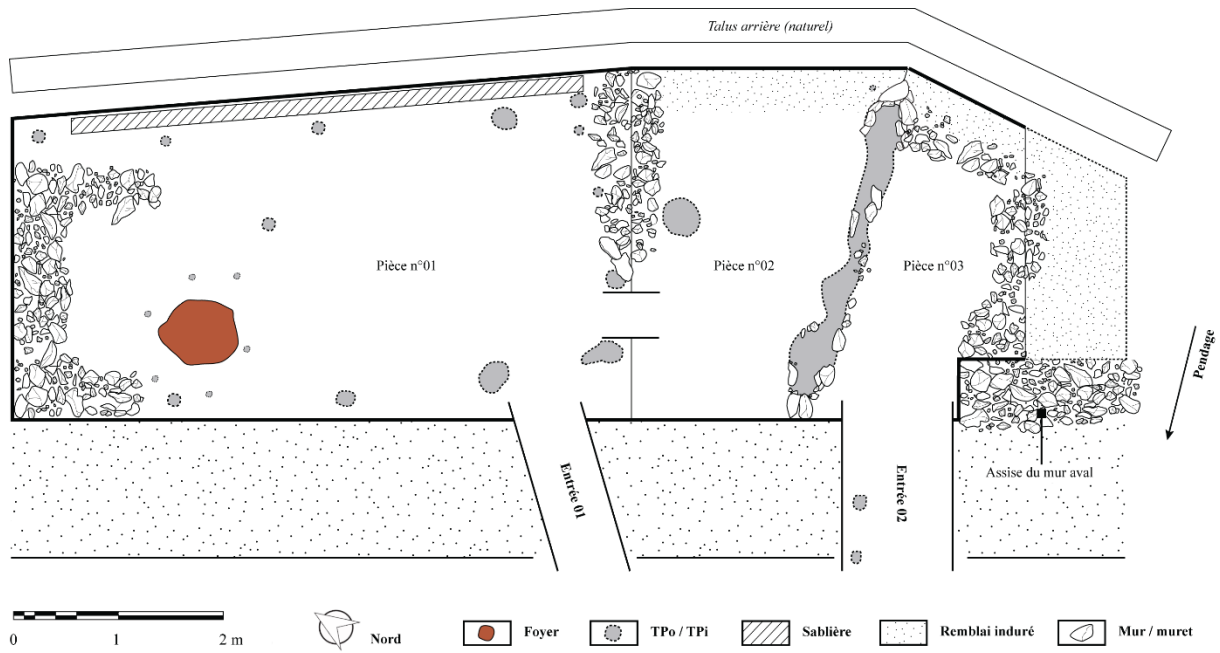 Talus arrière (naturel)
Pièce n°01
Pièce n°02
Pièce n°03
Pendage
Entrée 01
Entrée 02
Assise du mur aval
0 1 2 m
Nord
Foyer
TPo / TPi
Sablière
Remblai induré
Mur / muret